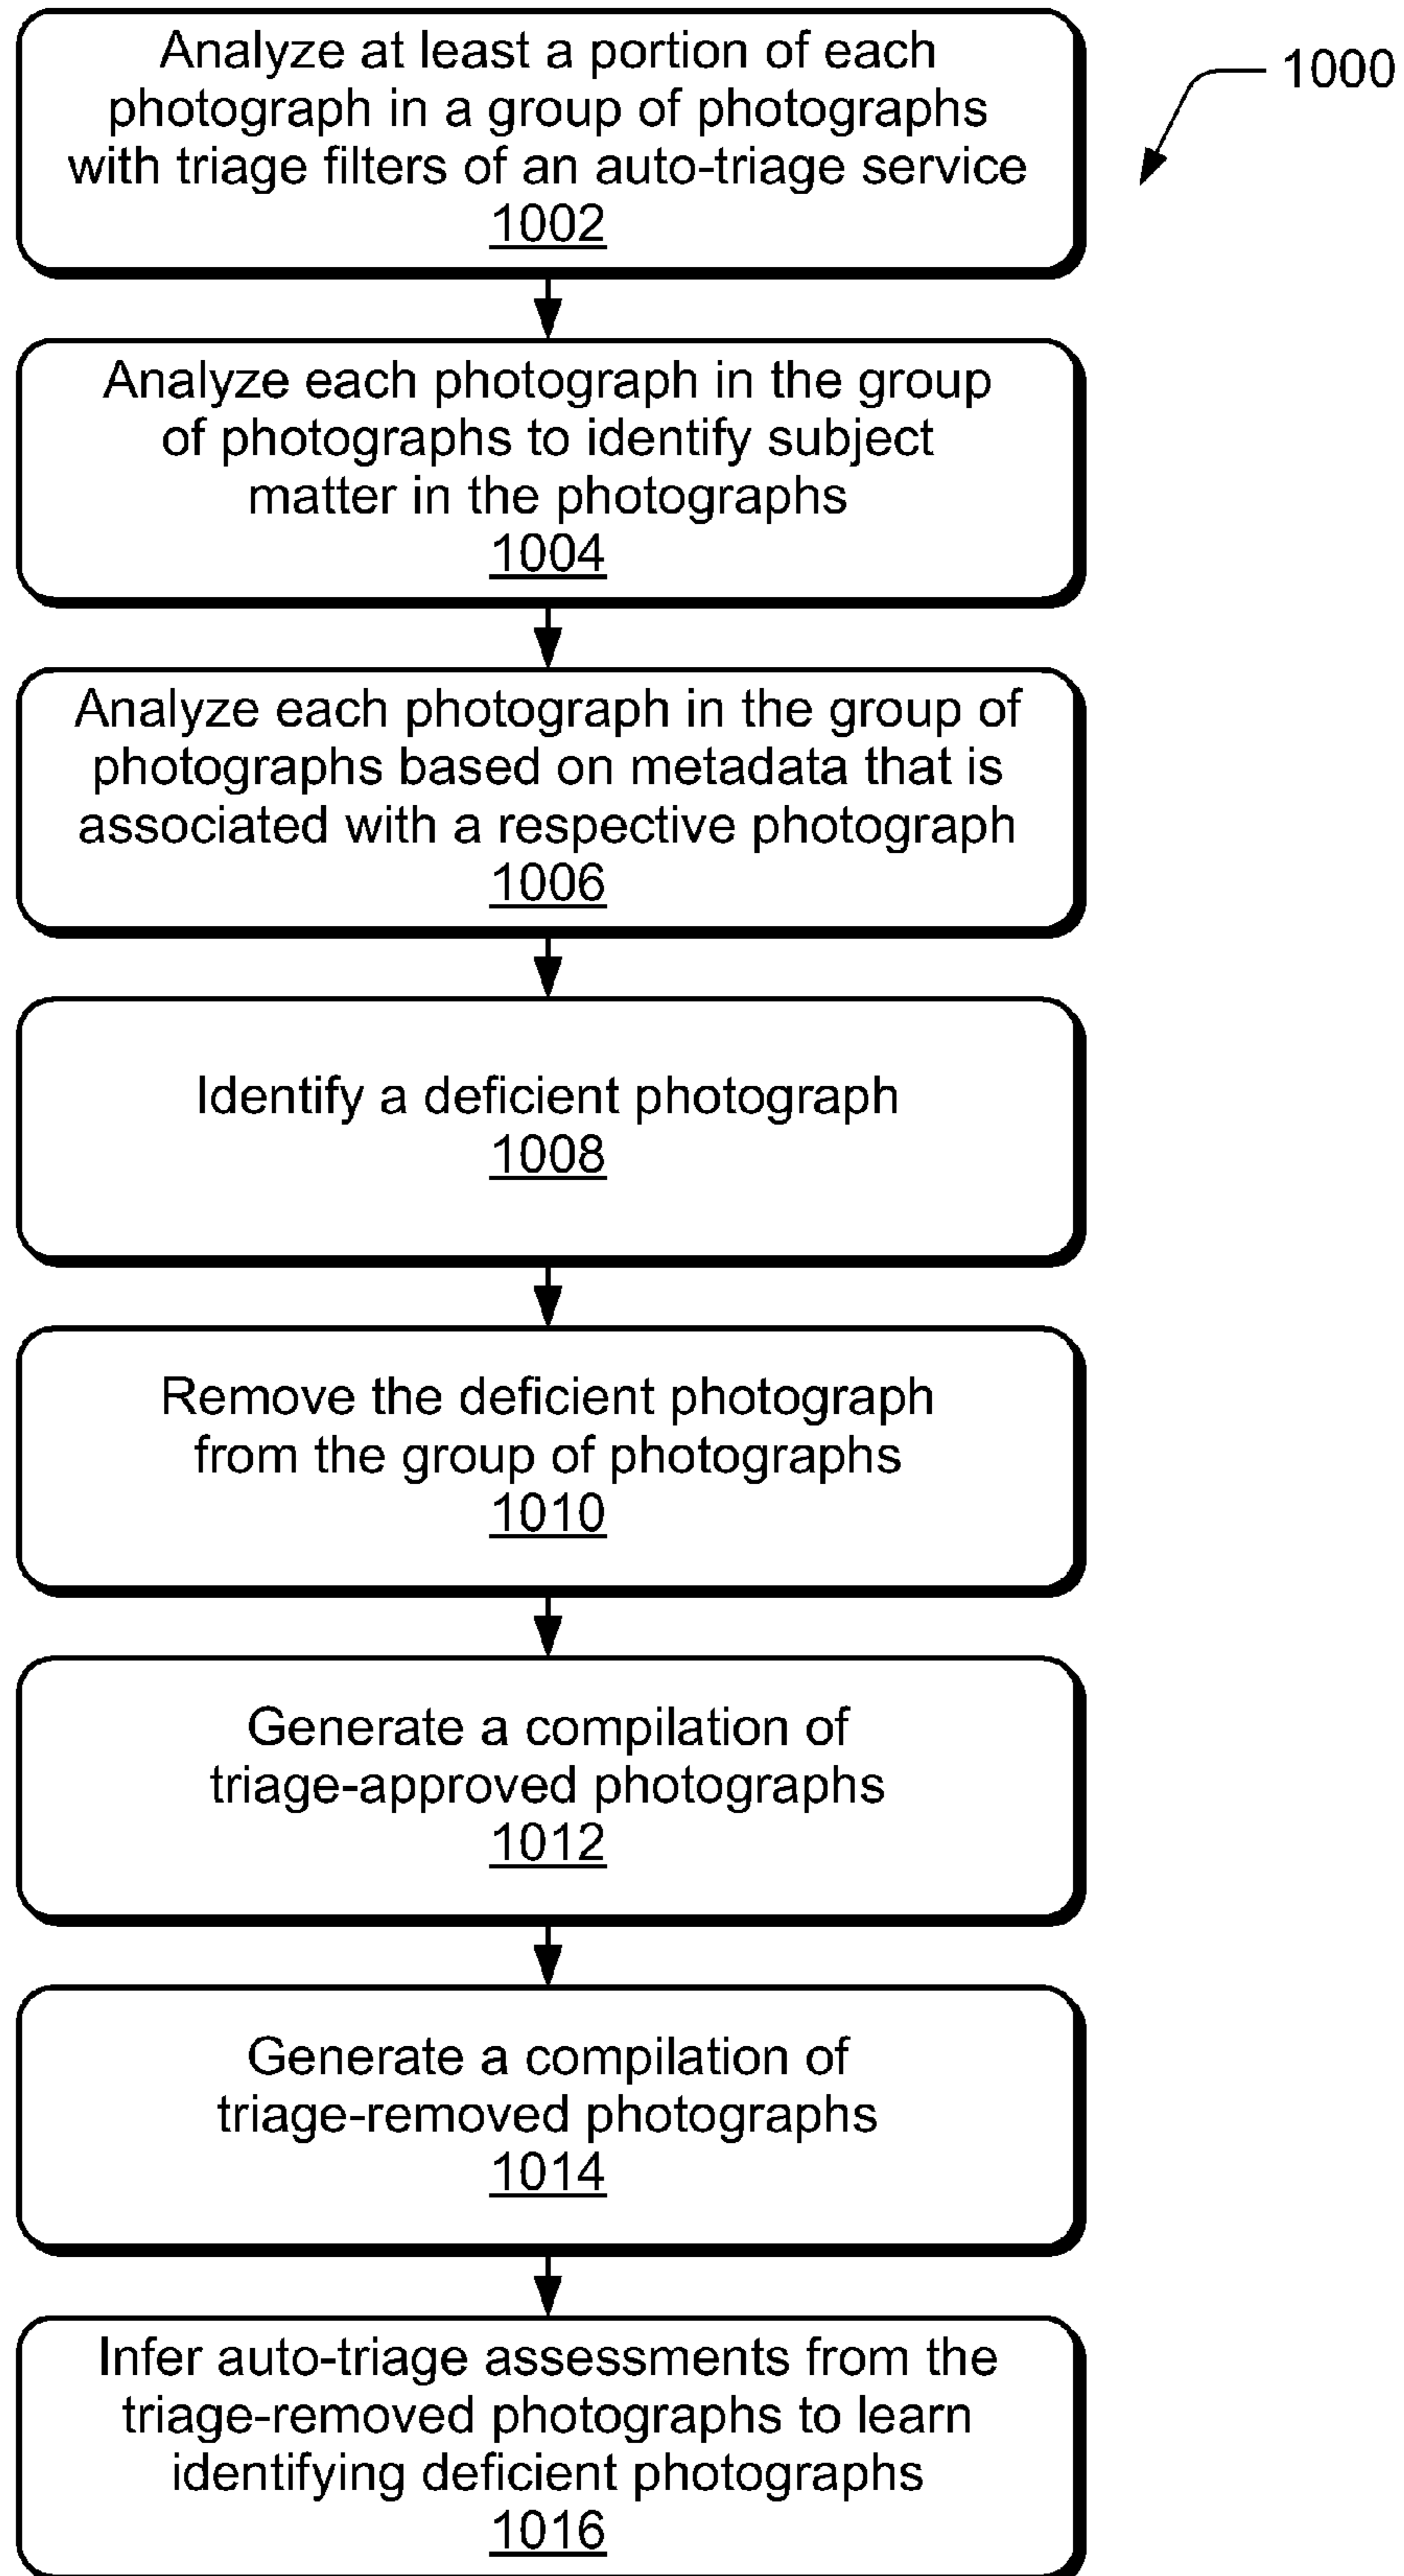 Analyze at least a portion of each
photograph in a group of photographs
with triage filters of an auto-triage service
1002
1000
Analyze each photograph in the group
of photographs to identify subject
matter in the photographs
1004
Analyze each photograph in the group of
photographs based on metadata that is
associated with a respective photograph
1006
Identify a deficient photograph
1008
Remove the deficient photograph
from the group of photographs
1010
Generate a compilation of
triage-approved photographs
1012
Generate a compilation of
triage-removed photographs
1014
Infer auto-triage assessments from the
triage-removed photographs to learn
identifying deficient photographs
1016